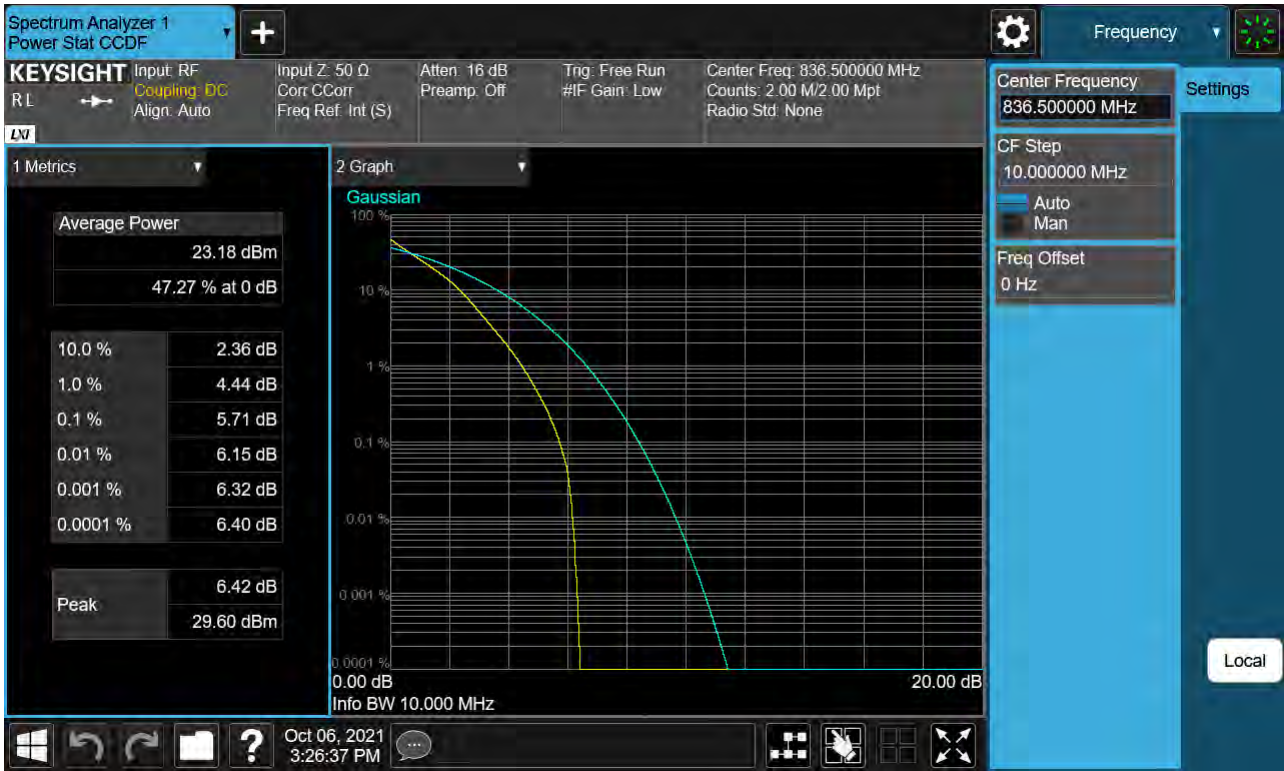 Spectrum Analyzer 1
Power Stat CCDF
+
Frequency
KEYSIGHT
RL
LXI
Input: RF
Coupling: DC
Align: Auto
Input Z: 50 Ω
Corr CCorr
Freq Ref: Int (S)
Atten: 16 dB
Preamp: Off
Trig: Free Run
#IF Gain: Low
Center Freq: 836.500000 MHz
Counts: 2.00 M/2.00 Mpt
Radio Std: None
Center Frequency
836.500000 MHz
Settings
CF Step
10.000000 MHz
Auto
Man
Freq Offset
0 Hz
1 Metrics
Average Power
23.18 dBm
47.27 % at 0 dB
10.0 % 2.36 dB
1.0 % 4.44 dB
0.1 % 5.71 dB
0.01 % 6.15 dB
0.001 % 6.32 dB
0.0001 % 6.40 dB
Peak
6.42 dB
29.60 dBm
2 Graph
Gaussian
100 %
10 %
1 %
0.1 %
0.01 %
0.001 %
0.0001 %
0.00 dB 20.00 dB
Info BW 10.000 MHz
Local
?
Oct 06, 2021
3:26:37 PM